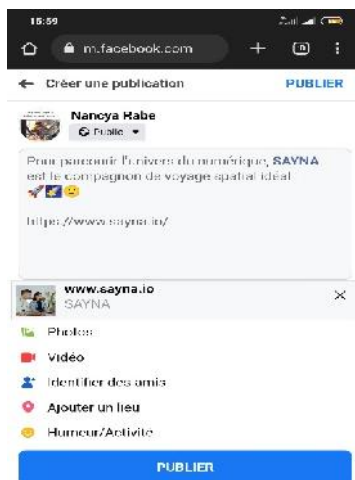 15:59
m.facebook.com
Créer une publication PUBLIER
Nancya Rabe
Public
Pour parcourir l'univers du numérique, SAYNA
est le compagnon de voyage spatial idéal
🚀🌠🙂
https://www.sayna.io/
www.sayna.io
SAYNA
Photos
Vidéo
Identifier des amis
Ajouter un lieu
Humeur/Activité
PUBLIER